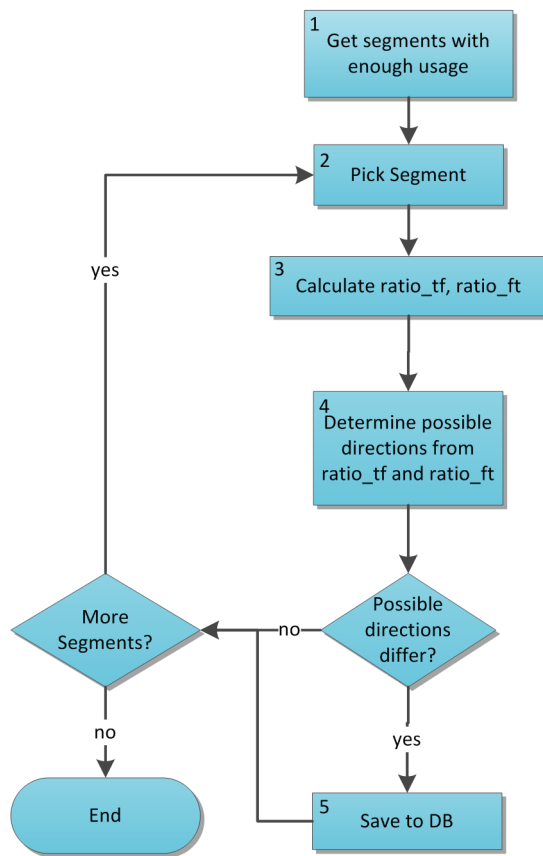 1
Get segments with
enough usage
2
Pick Segment
yes
3
Calculate ratio_tf, ratio_ft
4
Determine possible
directions from
ratio_tf and ratio_ft
More
Segments?
no
Possible
directions
differ?
no
yes
End
5
Save to DB